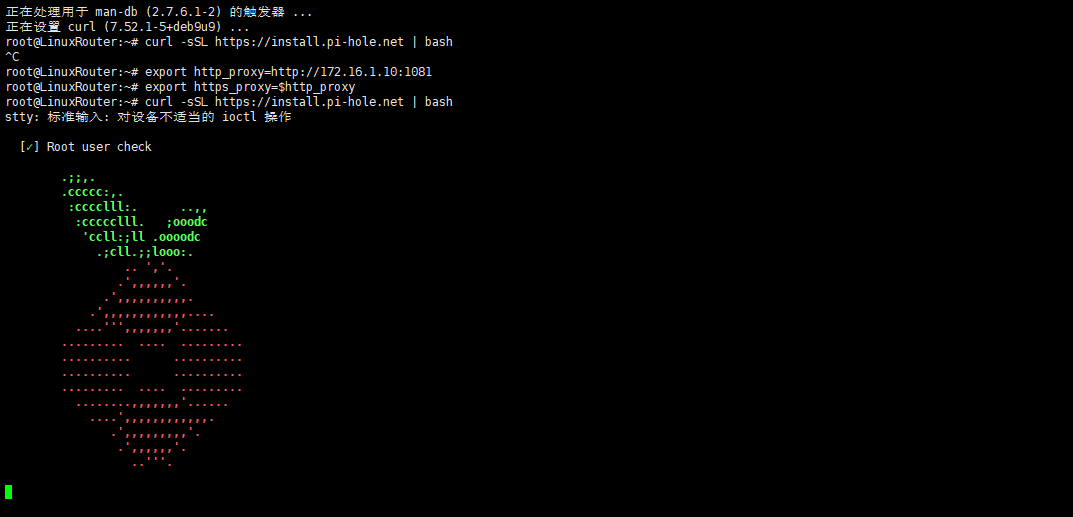 正在处理用于 man-db (2.7.6.1-2) 的触发器 ...
正在设置 curl (7.52.1-5+deb9u9) ...
root@LinuxRouter:~# curl -sSL https://install.pi-hole.net | bash
^C
root@LinuxRouter:~# export http_proxy=http://172.16.1.10:1081
root@LinuxRouter:~# export https_proxy=$http_proxy
root@LinuxRouter:~# curl -sSL https://install.pi-hole.net | bash
stty: 标准输入: 对设备不适当的 ioctl 操作
[✓] Root user check
.;;,.
.ccccc:,.
:cccclll:.      ..,,
:ccccclll.   ;ooodc
'ccll:;ll .oooodc
.;cll.;;looo:.
.. ','.
.',,,,,,'.
.',,,,,,,,,,.
.',,,,,,,,,,,,....
....''',,,,,,,'.......
.........  ....  .........
..........      ..........
..........      ..........
.........  ....  .........
........,,,,,,,'......
....',,,,,,,,,,,,.
.',,,,,,,,,'.
.',,,,,,'.
..'''.